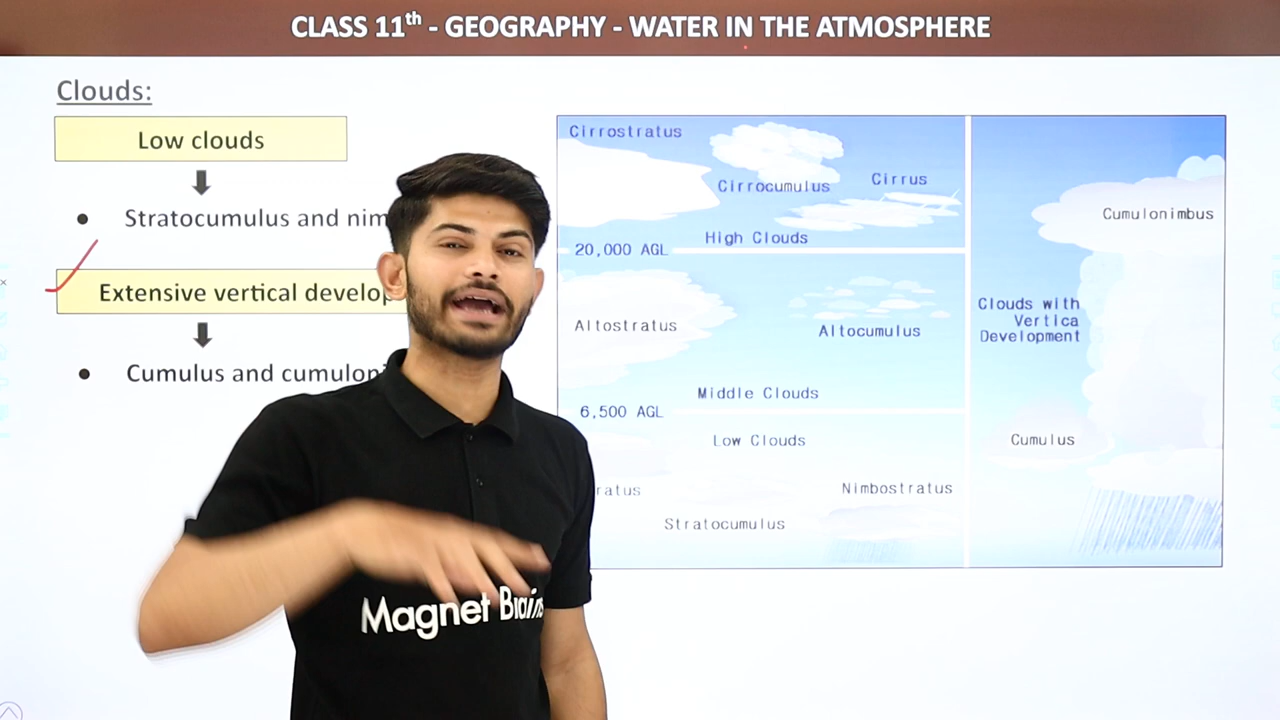 CLASS 11th - GEOGRAPHY - WATER IN THE ATMOSPHERE
Clouds:
Low clouds
Stratocumulus and nim
Extensive vertical develop
Cumulus and cumuloni
Cirrostratus
Cirrocumulus
Cirrus
High Clouds
20,000 AGL
Altostratus
Altocumulus
Middle Clouds
6,500 AGL
Low Clouds
ratus
Nimbostratus
Stratocumulus
Cumulonimbus
Clouds with
Vertica
Development
Cumulus
Magnet Brains